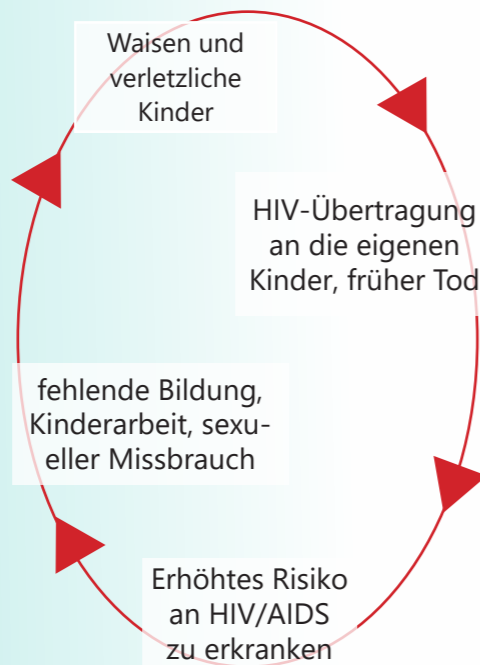 Waisen und
verletzliche
Kinder
HIV-Übertragung
an die eigenen
Kinder, früher Tod
fehlende Bildung,
Kinderarbeit, sexu-
eller Missbrauch
Erhöhtes Risiko
an HIV/AIDS
zu erkranken